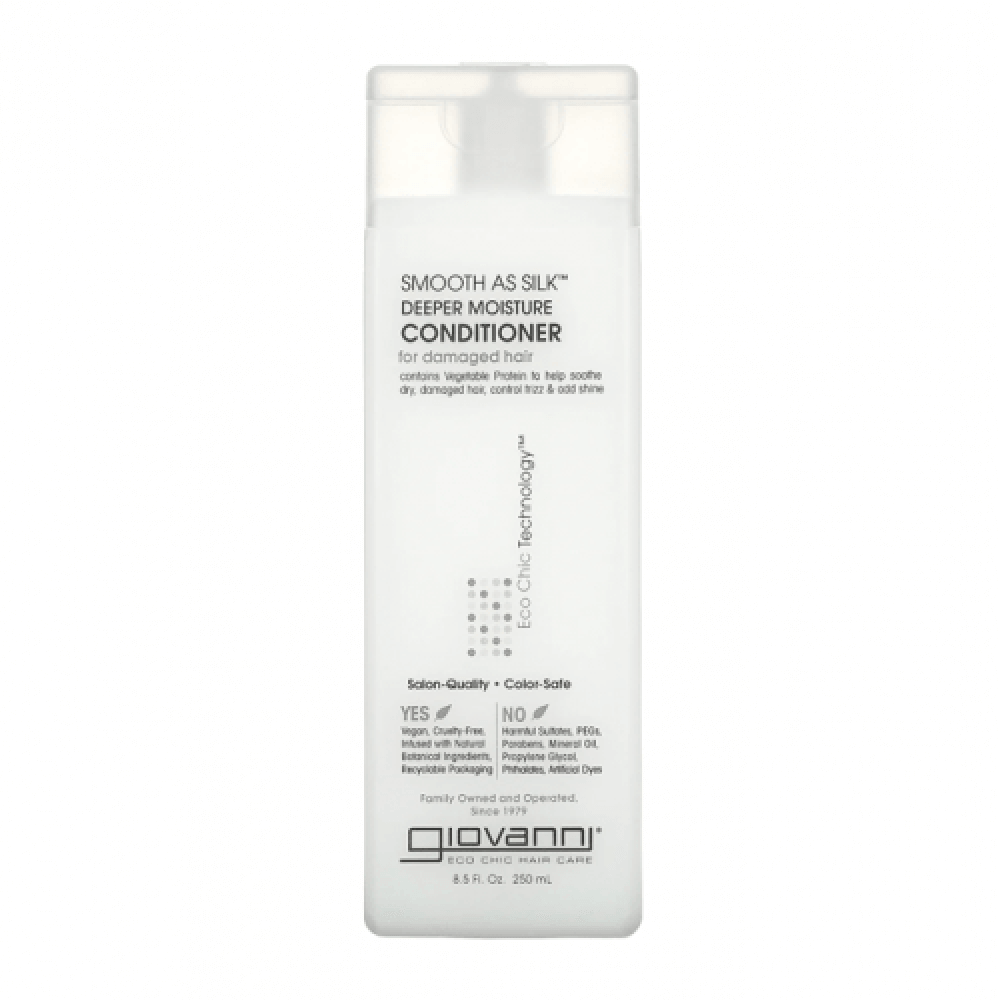 SMOOTH AS SILK™
DEEPER MOISTURE
CONDITIONER
for damaged hair
contains Vegetable Protein to help soothe
dry, damaged hair, control frizz & add shine
Eco Chic Technology™
Salon-Quality • Color-Safe
YES
Vegan, Cruelty-Free,
Infused with Natural
Botanical Ingredients,
Recyclable Packaging
NO
Harmful Sulfates, PEGs,
Parabens, Mineral Oil,
Propylene Glycol,
Phthalates, Artificial Dyes
Family Owned and Operated.
Since 1979
giovanni®
ECO CHIC HAIR CARE
8.5 Fl. Oz. 250 mL